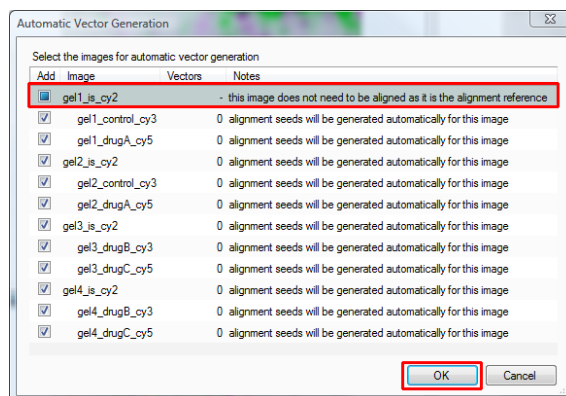 Automatic Vector Generation
Select the images for automatic vector generation
Add Image Vectors Notes
gel1_is_cy2 - this image does not need to be aligned as it is the alignment reference
gel1_control_cy3 0 alignment seeds will be generated automatically for this image
gel1_drugA_cy5 0 alignment seeds will be generated automatically for this image
gel2_is_cy2 0 alignment seeds will be generated automatically for this image
gel2_control_cy3 0 alignment seeds will be generated automatically for this image
gel2_drugA_cy5 0 alignment seeds will be generated automatically for this image
gel3_is_cy2 0 alignment seeds will be generated automatically for this image
gel3_drugB_cy3 0 alignment seeds will be generated automatically for this image
gel3_drugC_cy5 0 alignment seeds will be generated automatically for this image
gel4_is_cy2 0 alignment seeds will be generated automatically for this image
gel4_drugB_cy3 0 alignment seeds will be generated automatically for this image
gel4_drugC_cy5 0 alignment seeds will be generated automatically for this image
OK Cancel